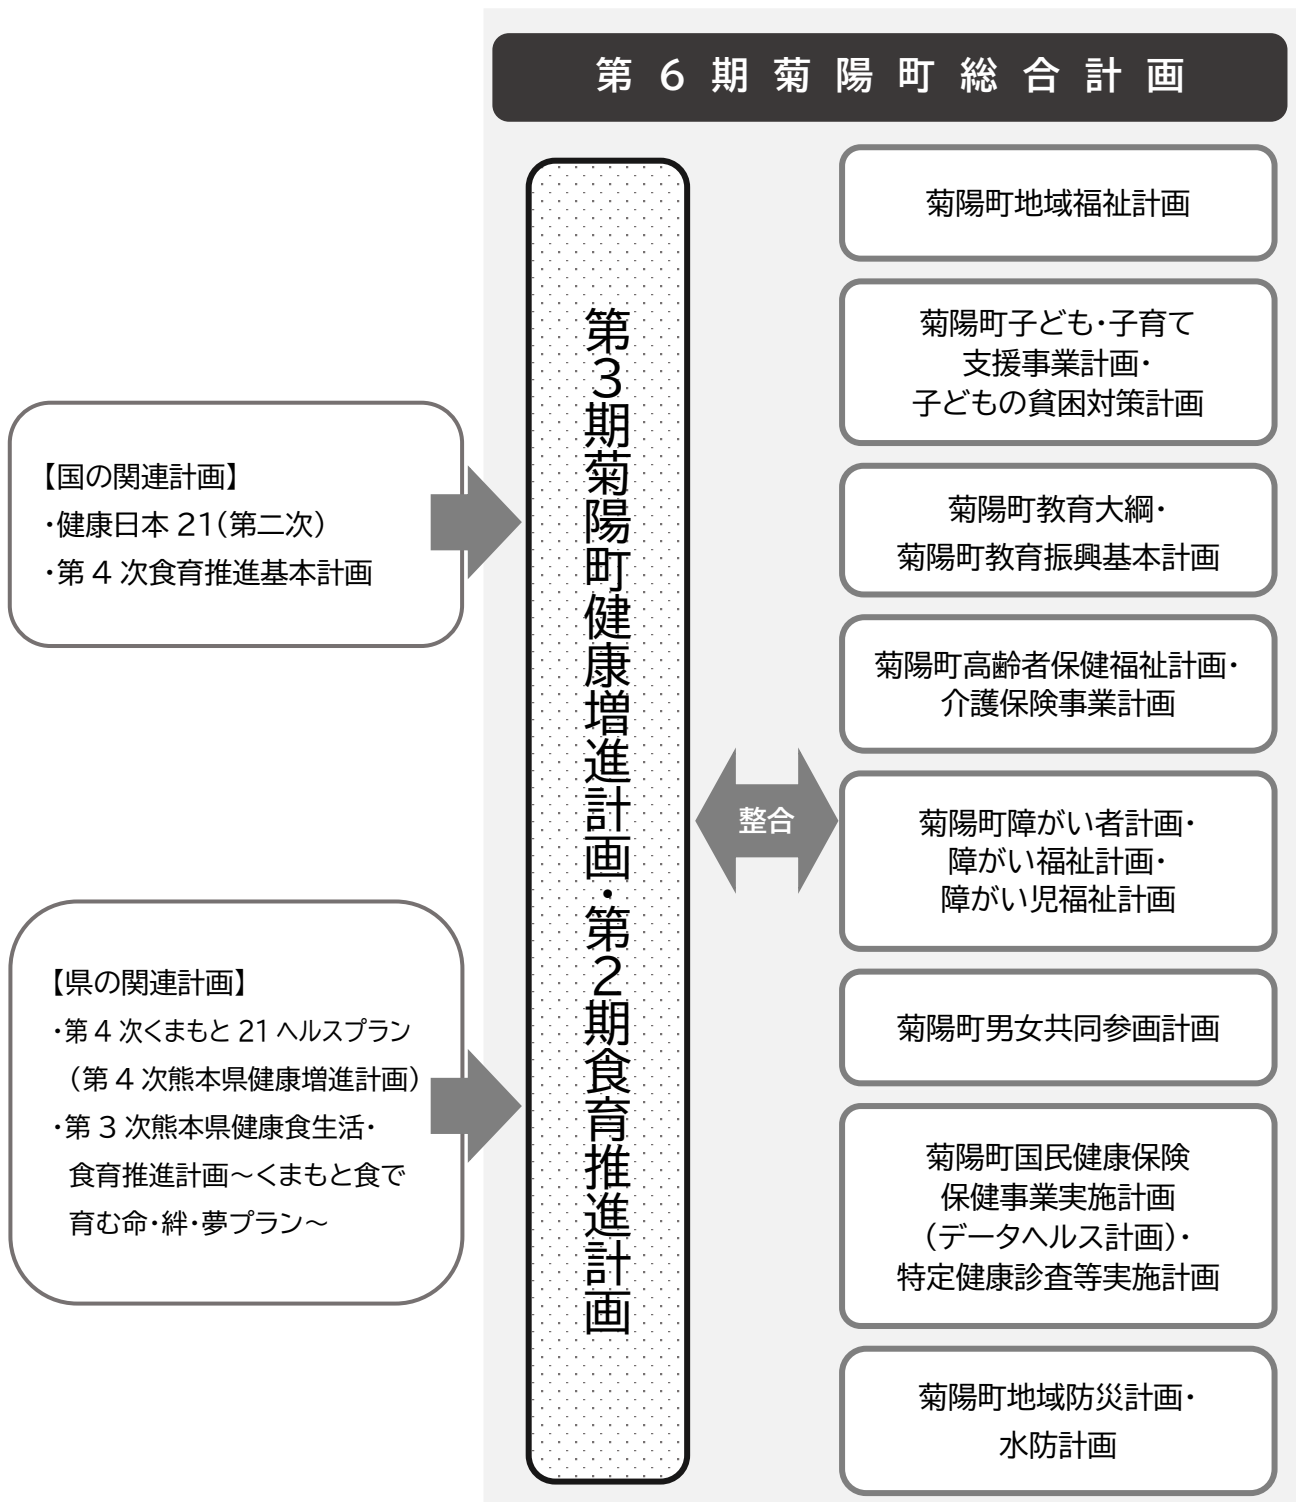 第6期菊陽町総合計画
【国の関連計画】
・健康日本 21(第二次)
・第 4 次食育推進基本計画
【県の関連計画】
・第 4 次くまもと 21 ヘルスプラン
(第 4 次熊本県健康増進計画)
・第 3 次熊本県健康食生活・
食育推進計画～くまもと食で
育む命・絆・夢プラン～
第3期菊陽町健康増進計画・第2期食育推進計画
整合
菊陽町地域福祉計画
菊陽町子ども・子育て
支援事業計画・
子どもの貧困対策計画
菊陽町教育大綱・
菊陽町教育振興基本計画
菊陽町高齢者保健福祉計画・
介護保険事業計画
菊陽町障がい者計画・
障がい福祉計画・
障がい児福祉計画
菊陽町男女共同参画計画
菊陽町国民健康保険
保健事業実施計画
(データヘルス計画)・
特定健康診査等実施計画
菊陽町地域防災計画・
水防計画